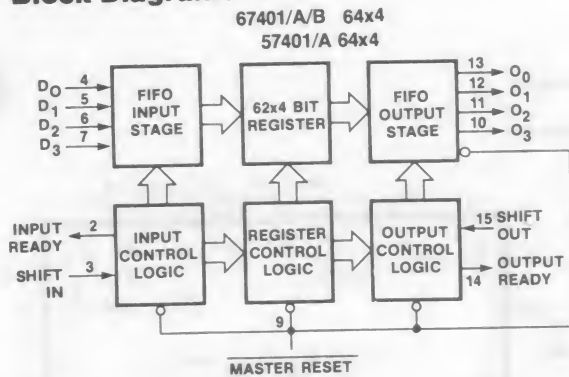 Block Diagram
67401/A/B 64x4
57401/A 64x4
D0 4
D1 5
D2 6
D3 7
FIFO
INPUT
STAGE
62x4 BIT
REGISTER
FIFO
OUTPUT
STAGE
13 O0
12 O1
11 O2
10 O3
INPUT
READY
2
SHIFT
IN
3
INPUT
CONTROL
LOGIC
REGISTER
CONTROL
LOGIC
OUTPUT
CONTROL
LOGIC
15 SHIFT
OUT
OUTPUT
READY
14
9
MASTER RESET